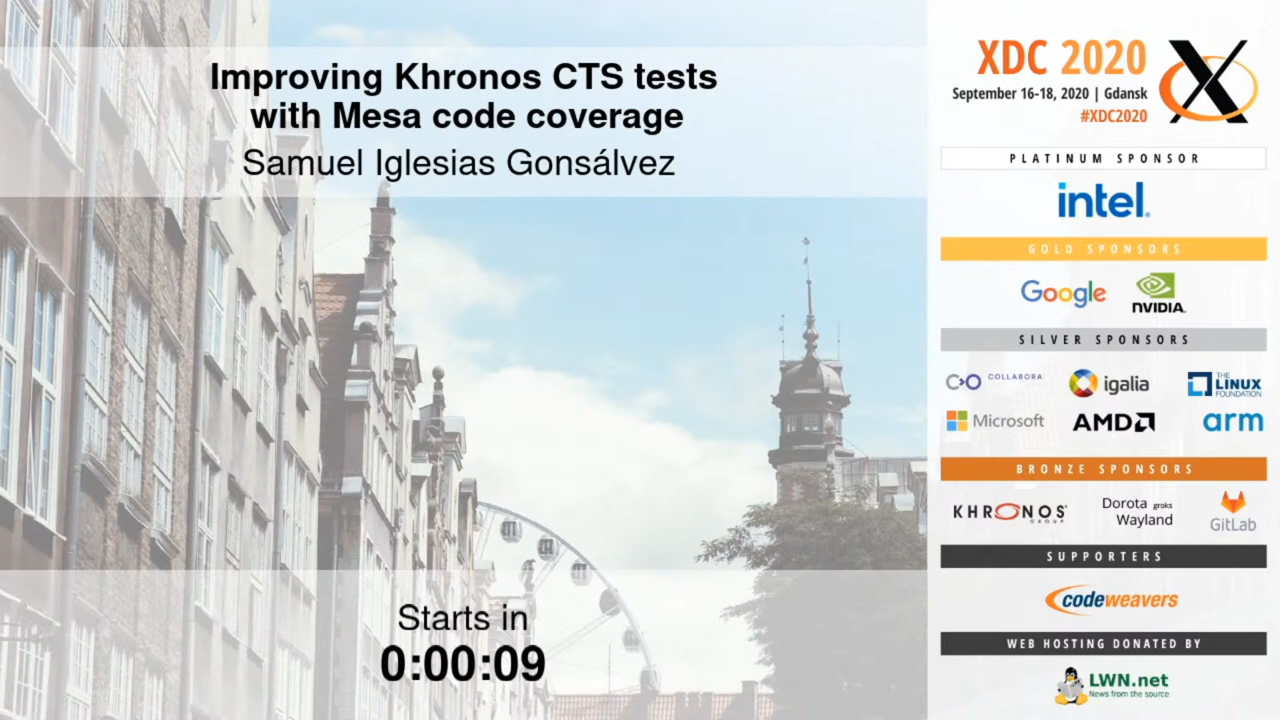 Improving Khronos CTS tests
with Mesa code coverage
Samuel Iglesias Gonsálvez
Starts in
0:00:09
XDC 2020
September 16-18, 2020 | Gdansk
#XDC2020
PLATINUM SPONSOR
intel.
GOLD SPONSORS
Google
NVIDIA.
SILVER SPONSORS
COLLABORA
igalia
THE
LINUX
FOUNDATION
Microsoft
AMD
arm
BRONZE SPONSORS
KHRONOS
GROUP
Dorota groks
Wayland
GitLab
SUPPORTERS
codeweavers
WEB HOSTING DONATED BY
LWN.net
News from the source